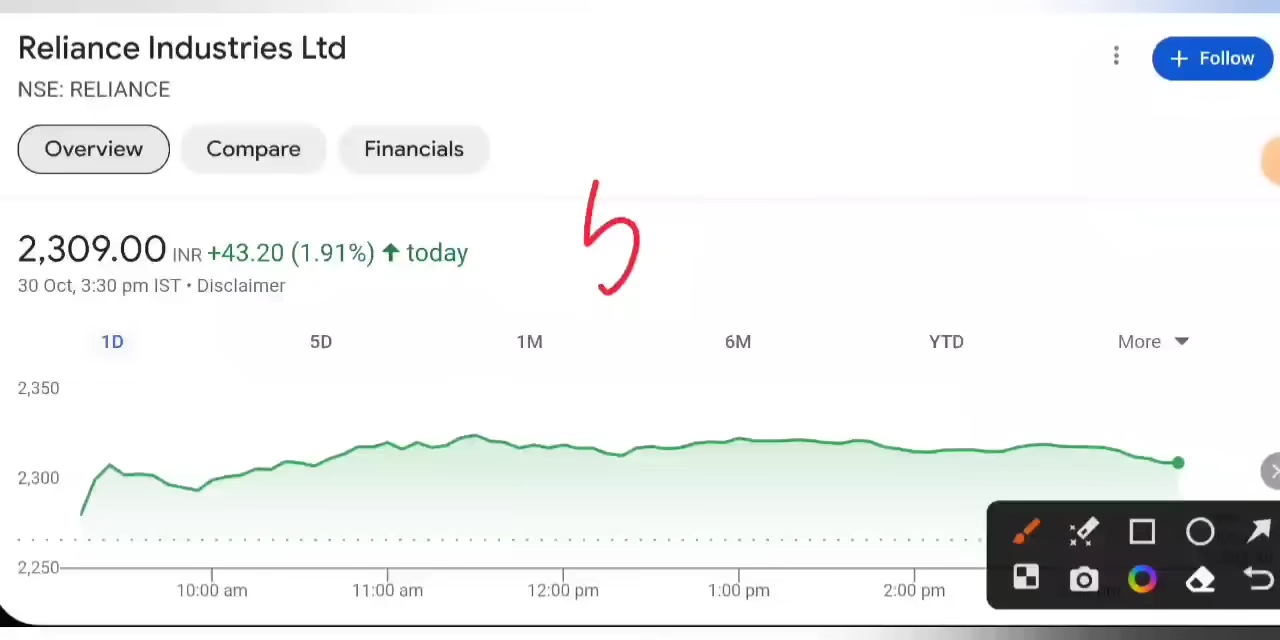 Reliance Industries Ltd
+ Follow
NSE: RELIANCE
Overview Compare Financials
5
2,309.00 INR +43.20 (1.91%) ↑ today
30 Oct, 3:30 pm IST • Disclaimer
1D 5D 1M 6M YTD More
2,350
2,300
2,250
10:00 am 11:00 am 12:00 pm 1:00 pm 2:00 pm